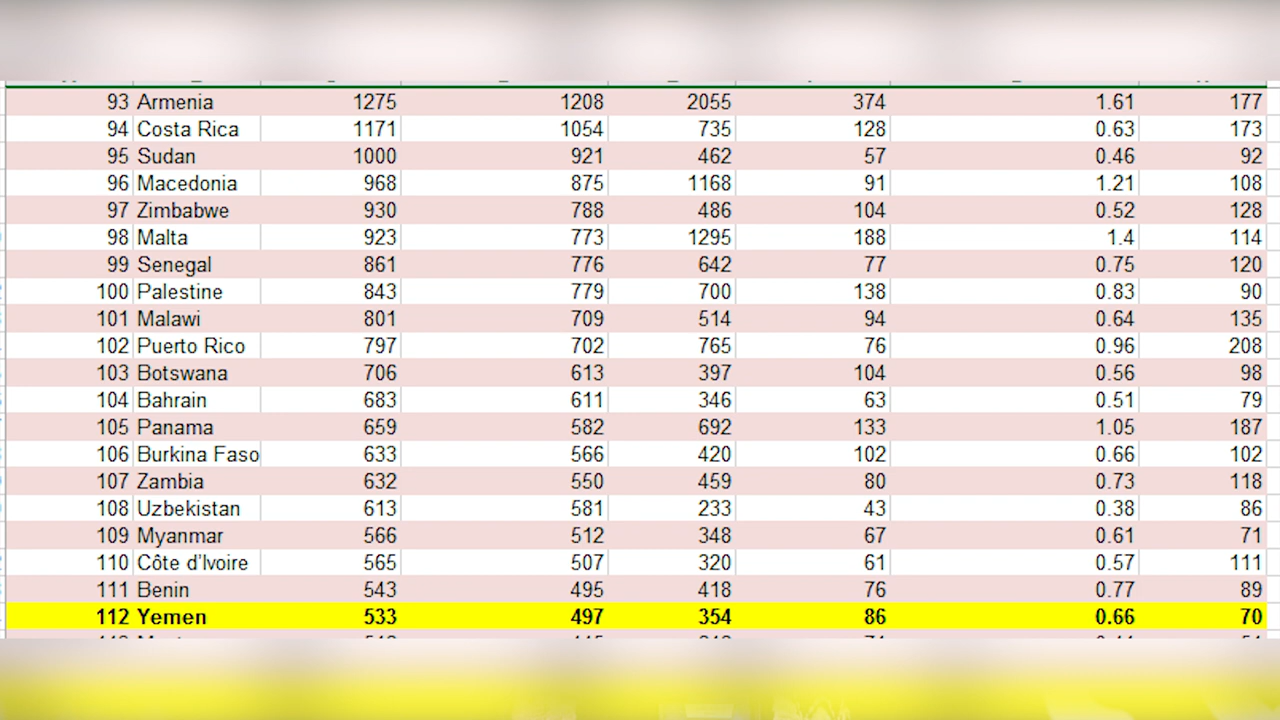 93 Armenia 1275 1208 2055 374 1.61 177
94 Costa Rica 1171 1054 735 128 0.63 173
95 Sudan 1000 921 462 57 0.46 92
96 Macedonia 968 875 1168 91 1.21 108
97 Zimbabwe 930 788 486 104 0.52 128
98 Malta 923 773 1295 188 1.4 114
99 Senegal 861 776 642 77 0.75 120
100 Palestine 843 779 700 138 0.83 90
101 Malawi 801 709 514 94 0.64 135
102 Puerto Rico 797 702 765 76 0.96 208
103 Botswana 706 613 397 104 0.56 98
104 Bahrain 683 611 346 63 0.51 79
105 Panama 659 582 692 133 1.05 187
106 Burkina Faso 633 566 420 102 0.66 102
107 Zambia 632 550 459 80 0.73 118
108 Uzbekistan 613 581 233 43 0.38 86
109 Myanmar 566 512 348 67 0.61 71
110 Côte d'Ivoire 565 507 320 61 0.57 111
111 Benin 543 495 418 76 0.77 89
112 Yemen 533 497 354 86 0.66 70